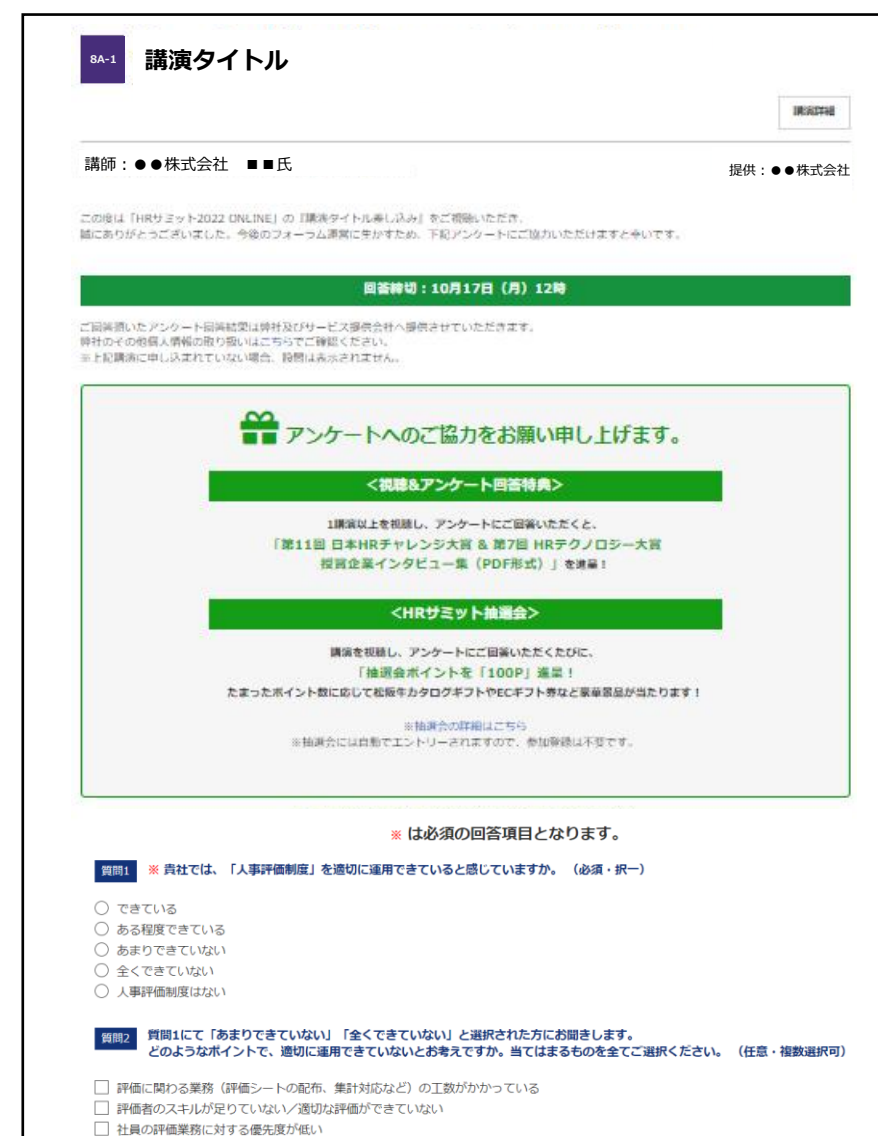 8A-1 講演タイトル
講演詳細
講師：●●株式会社　■■氏
提供：●●株式会社
この度は「HRサミット2022 ONLINE」の『講演タイトル差し込み』をご視聴いただき、
誠にありがとうございました。今後のフォーラム運営に生かすため、下記アンケートにご協力いただけますと幸いです。
回答締切：10月17日（月）12時
ご回答頂いたアンケート回答結果は弊社及びサービス提供会社へ提供させていただきます。
弊社のその他個人情報の取り扱いはこちらでご確認ください。
※上記講演に申し込まれていない場合、設問は表示されません。
アンケートへのご協力をお願い申し上げます。
＜視聴&アンケート回答特典＞
1講演以上を視聴し、アンケートにご回答いただくと、
「第11回 日本HRチャレンジ大賞 & 第7回 HRテクノロジー大賞
授賞企業インタビュー集（PDF形式）」を進呈！
＜HRサミット抽選会＞
講演を視聴し、アンケートにご回答いただくたびに、
「抽選会ポイントを「100P」進呈！
たまったポイント数に応じて松阪牛カタログギフトやECギフト券など豪華景品が当たります！
※抽選会の詳細はこちら
※抽選会には自動でエントリーされますので、参加登録は不要です。
※ は必須の回答項目となります。
質問1 ※ 貴社では、「人事評価制度」を適切に運用できていると感じていますか。（必須・択一）
できている
ある程度できている
あまりできていない
全くできていない
人事評価制度はない
質問2 質問1にて「あまりできていない」「全くできていない」と選択された方にお聞きします。
どのようなポイントで、適切に運用できていないとお考えですか。当てはまるものを全てご選択ください。（任意・複数選択可）
評価に関わる業務（評価シートの配布、集計対応など）の工数がかかっている
評価者のスキルが足りていない／適切な評価ができていない
社員の評価業務に対する優先度が低い